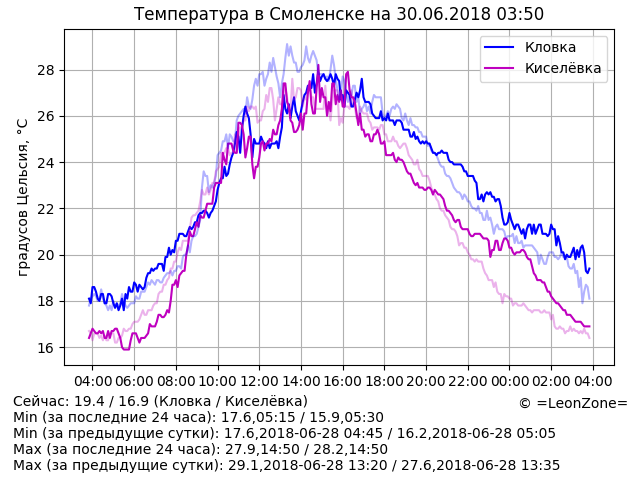 Температура в Смоленске на 30.06.2018 03:50
градусов Цельсия, °C
28
26
24
22
20
18
16
Кловка
Киселёвка
04:00 06:00 08:00 10:00 12:00 14:00 16:00 18:00 20:00 22:00 00:00 02:00 04:00
Сейчас: 19.4 / 16.9 (Кловка / Киселёвка)
© =LeonZone=
Min (за последние 24 часа): 17.6,05:15 / 15.9,05:30
Min (за предыдущие сутки): 17.6,2018-06-28 04:45 / 16.2,2018-06-28 05:05
Max (за последние 24 часа): 27.9,14:50 / 28.2,14:50
Max (за предыдущие сутки): 29.1,2018-06-28 13:20 / 27.6,2018-06-28 13:35